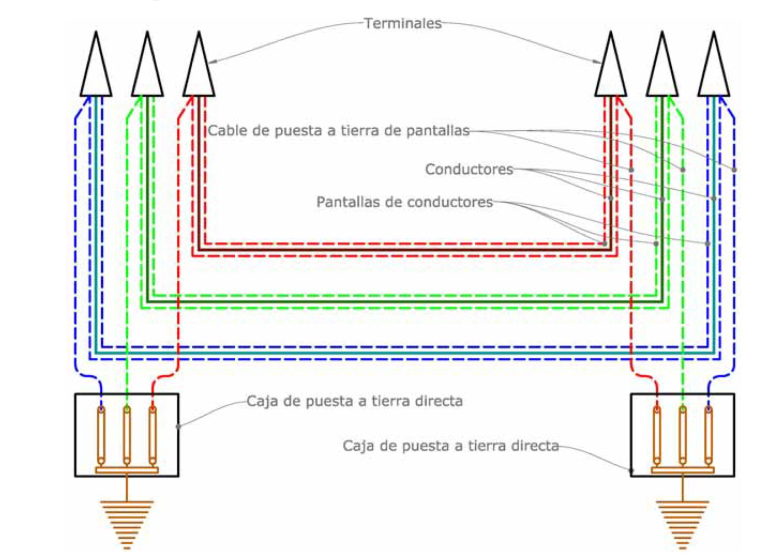 Terminales
Cable de puesta a tierra de pantallas
Conductores
Pantallas de conductores
Caja de puesta a tierra directa
Caja de puesta a tierra directa